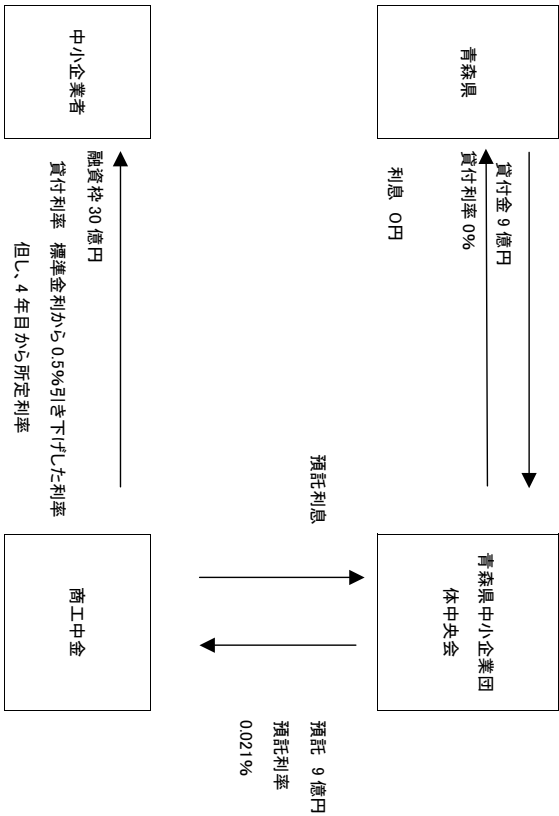 青森県
貸付金 9 億円
貸付利率 0%
利息 0円
青森県中小企業団
体中央会
預託利息
預託 9 億円
預託利率
0.021%
中小企業者
融資枠 30 億円
貸付利率 標準金利から 0.5%引き下げした利率
但し、4 年目から所定利率
商工中金